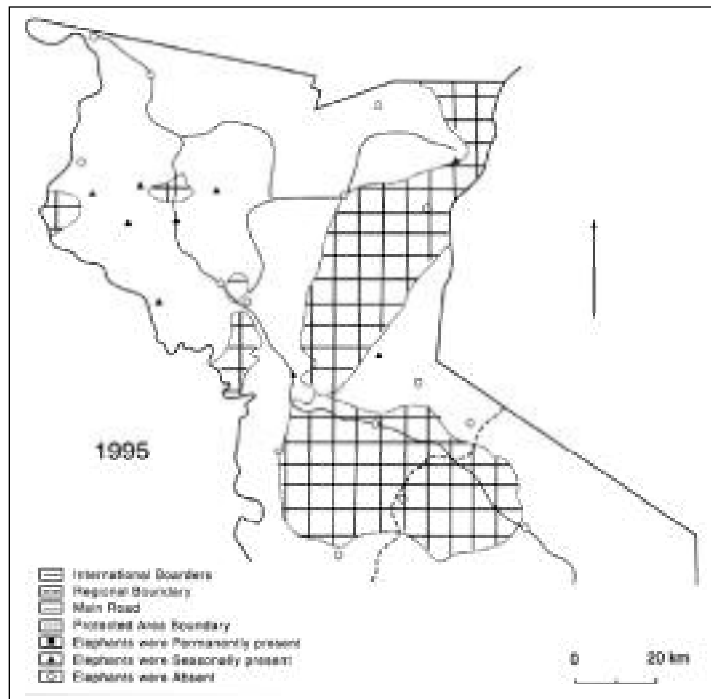 1995
International Boarders
Regional Boundary
Main Road
Protected Area Boundary
Elephants were Permanently present
Elephants were Seasonally present
Elephants were Absent
0 20 km